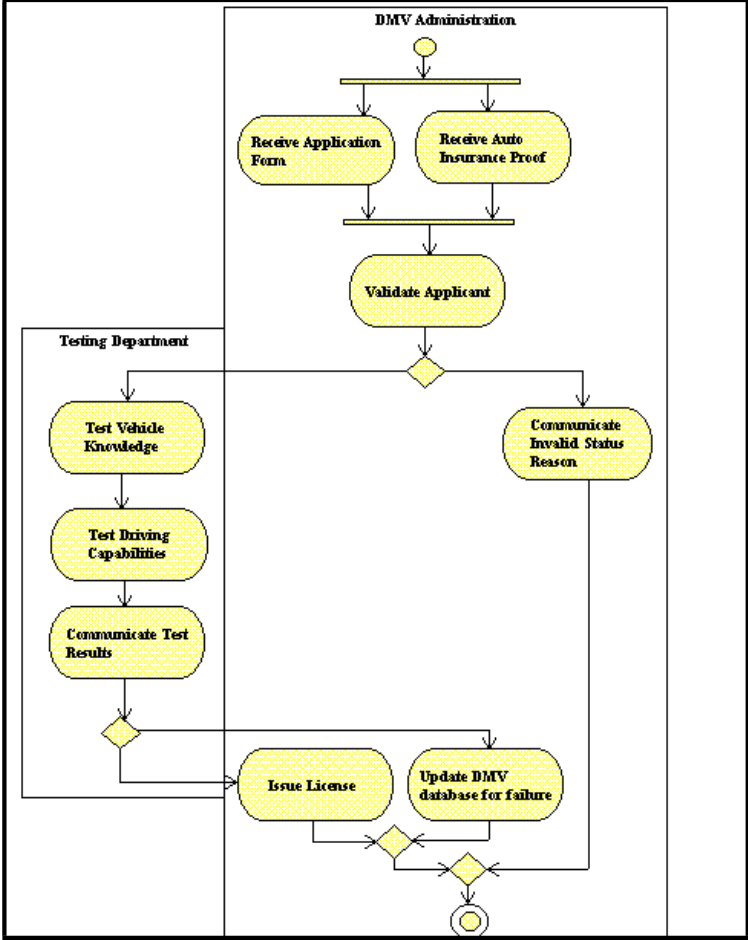 DMV Administration
Receive Application
Form
Receive Auto
Insurance Proof
Validate Applicant
Testing Department
Test Vehicle
Knowledge
Communicate
Invalid Status
Reason
Test Driving
Capabilities
Communicate Test
Results
Issue License
Update DMV
database for failure